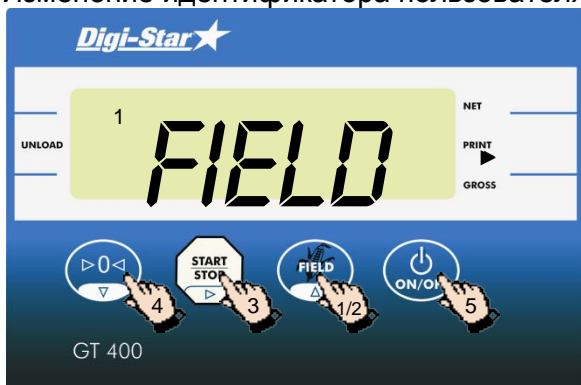 Изменение идентификатора пользователя
Digi-Star
1
FIELD
UNLOAD
NET
PRINT
GROSS
▷0◁
START
STOP
FIELD
ON/OFF
4
3
1/2
5
GT 400